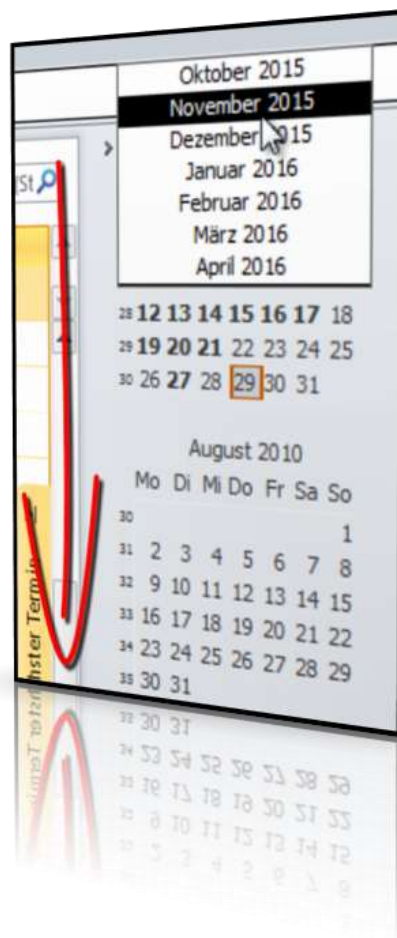 Oktober 2015
November 2015
Dezember 2015
Januar 2016
Februar 2016
März 2016
April 2016
28 12 13 14 15 16 17 18
29 19 20 21 22 23 24 25
30 26 27 28 29 30 31
August 2010
Mo Di Mi Do Fr Sa So
30 1
31 2 3 4 5 6 7 8
32 9 10 11 12 13 14 15
33 16 17 18 19 20 21 22
34 23 24 25 26 27 28 29
35 30 31